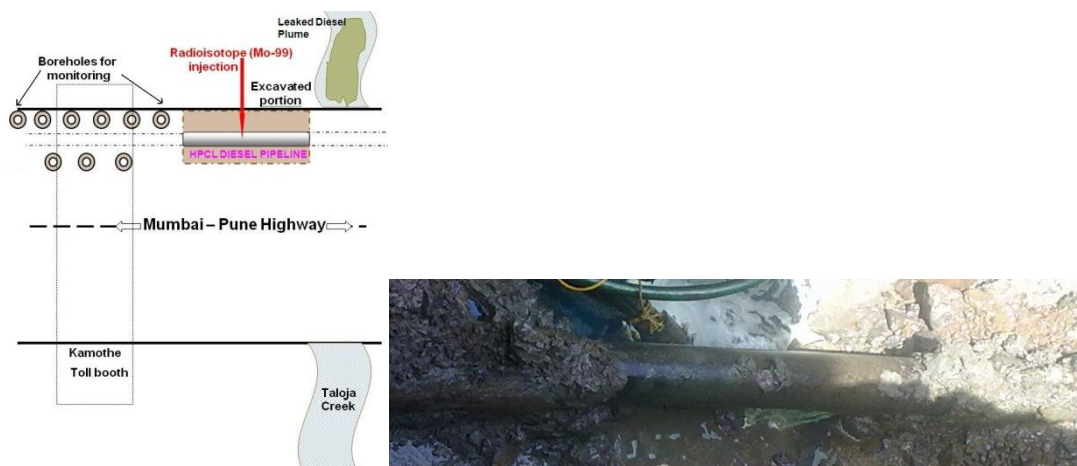 Leaked Diesel
Plume
Radioisotope (Mo-99)
injection
Boreholes for
monitoring
Excavated
portion
HPCL DIESEL PIPELINE
Mumbai – Pune Highway
Kamothe
Toll booth
Taloja
Creek